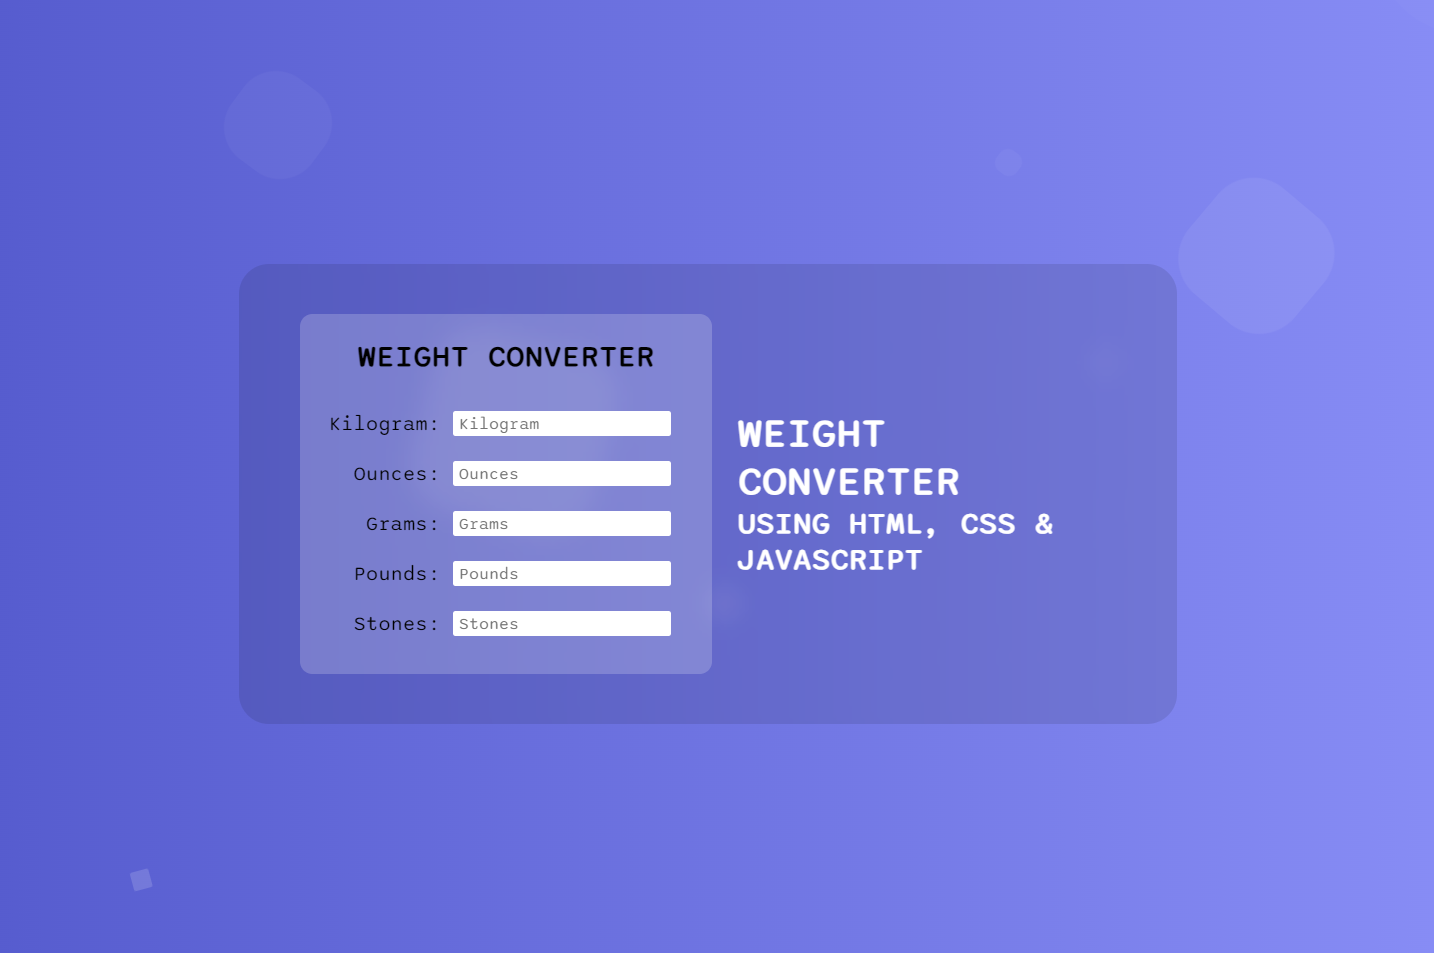 WEIGHT CONVERTER
Kilogram: Kilogram
Ounces: Ounces
Grams: Grams
Pounds: Pounds
Stones: Stones
WEIGHT
CONVERTER
USING HTML, CSS &
JAVASCRIPT